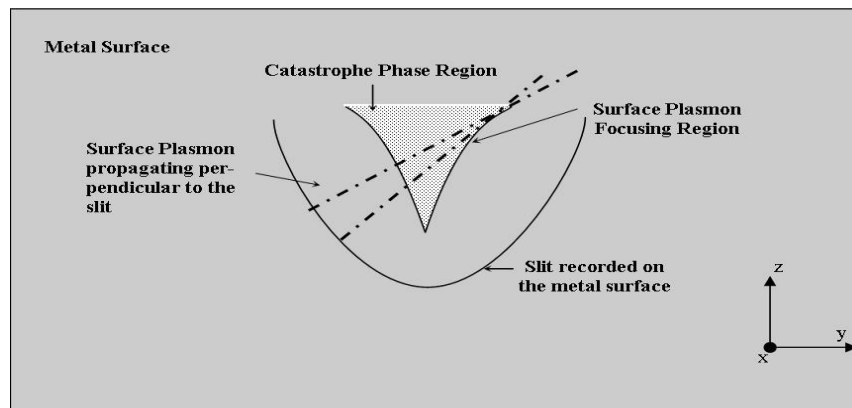 Metal Surface
Catastrophe Phase Region
Surface Plasmon
Focusing Region
Surface Plasmon
propagating per-
pendicular to the
slit
Slit recorded on
the metal surface
z
y
x